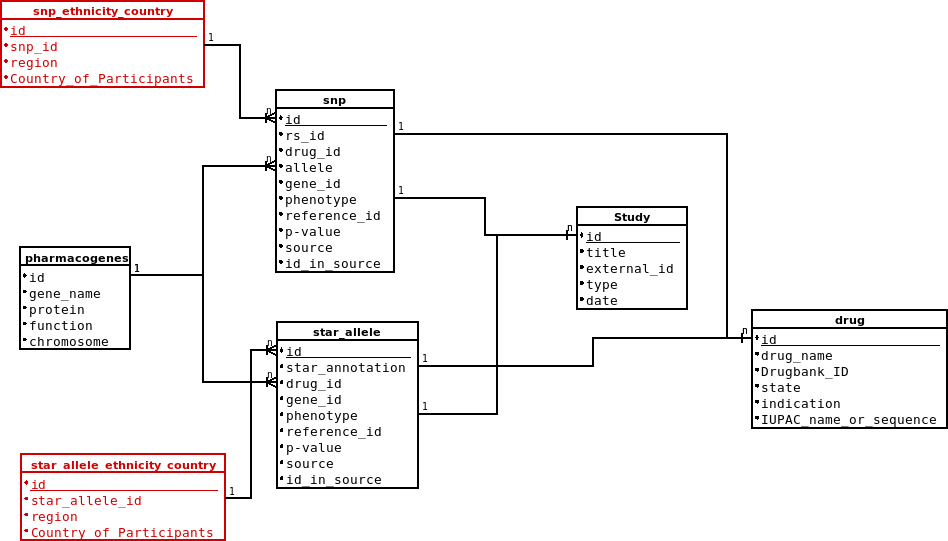 snp_ethnicity_country
id
snp_id
region
Country_of_Participants
1
n
snp
id
rs_id
drug_id
allele
gene_id
phenotype
reference_id
p-value
source
id_in_source
1
1
n
n
Study
id
title
external_id
type
date
pharmacogenes
id
gene_name
protein
function
chromosome
1
star_allele
id
star_annotation
drug_id
gene_id
phenotype
reference_id
p-value
source
id_in_source
n
n
1
1
n
drug
id
drug_name
Drugbank_ID
state
indication
IUPAC_name_or_sequence
star_allele_ethnicity_country
id
star_allele_id
region
Country_of_Participants
1